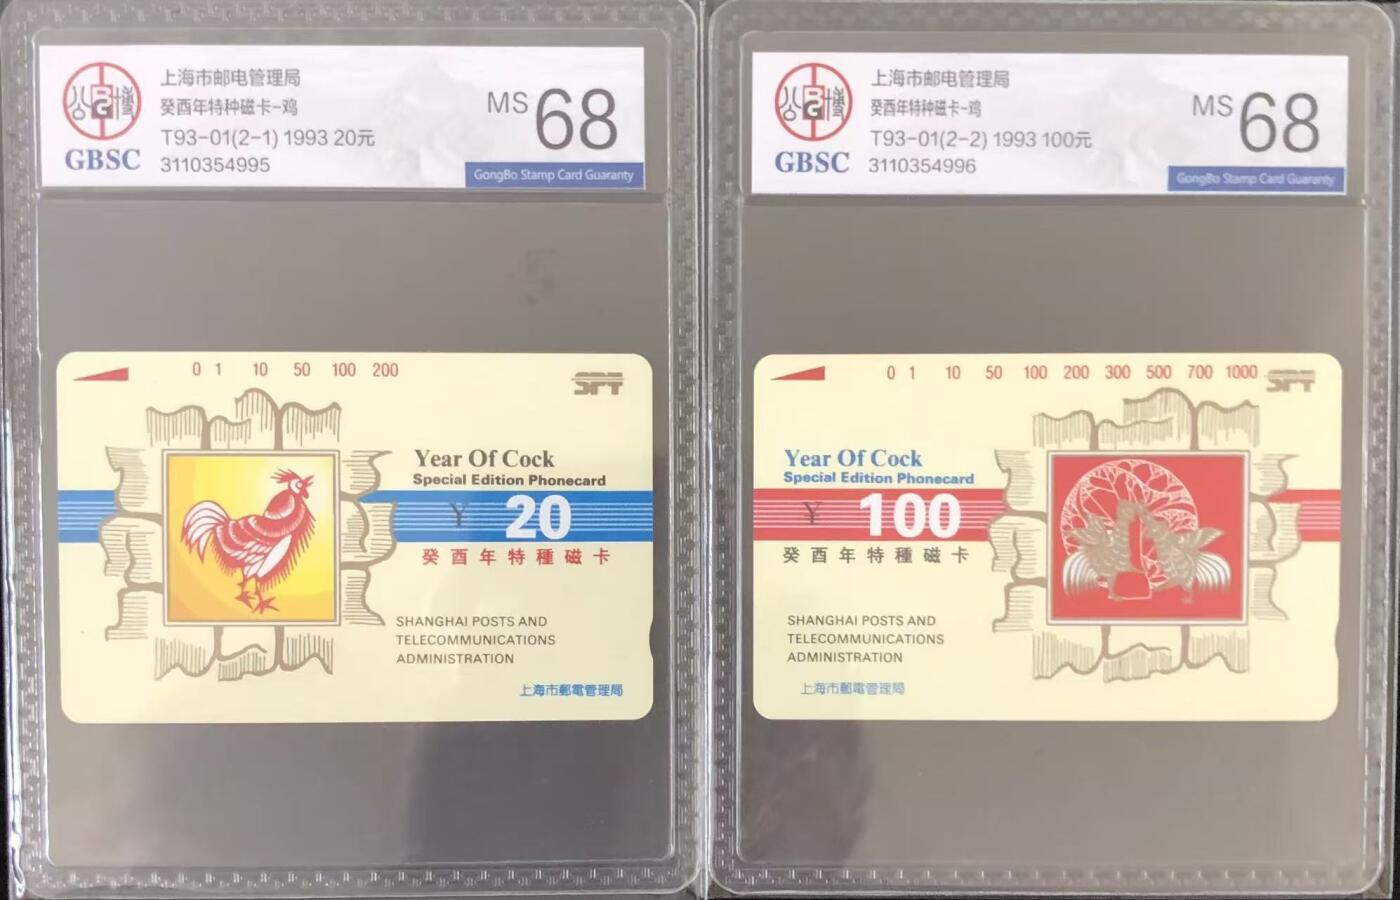 上海市邮电管理局
癸酉年特种磁卡-鸡
T93-01(2-1) 1993 20元
3110354995
GBSC
MS 68
GongBo Stamp Card Guaranty
0 1 10 50 100 200
SPT
Year Of Cock
Special Edition Phonecard
¥ 20
癸酉年特種磁卡
SHANGHAI POSTS AND
TELECOMMUNICATIONS
ADMINISTRATION
上海市郵電管理局
上海市邮电管理局
癸酉年特种磁卡-鸡
T93-01(2-2) 1993 100元
3110354996
GBSC
MS 68
GongBo Stamp Card Guaranty
0 1 10 50 100 200 300 500 700 1000
SPT
Year Of Cock
Special Edition Phonecard
¥ 100
癸酉年特種磁卡
SHANGHAI POSTS AND
TELECOMMUNICATIONS
ADMINISTRATION
上海市郵電管理局